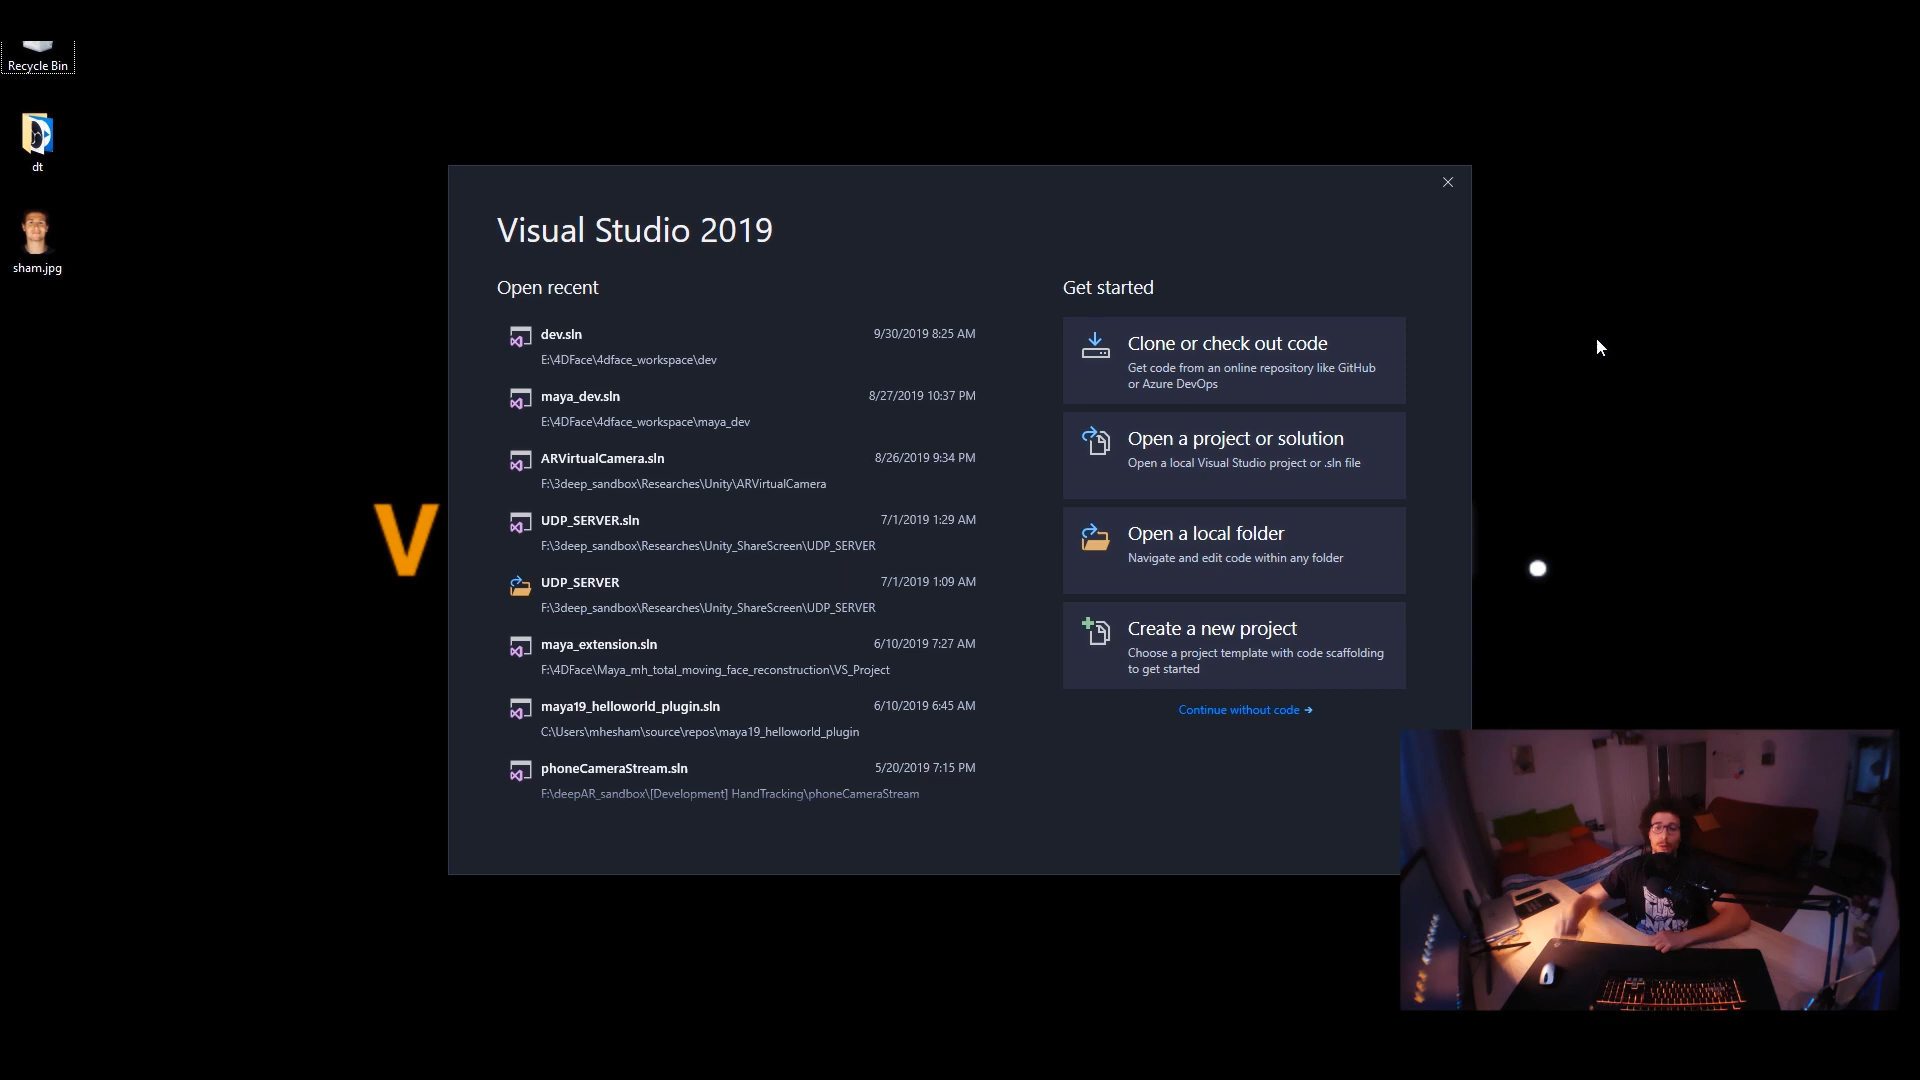 Recycle Bin
dt
sham.jpg
Visual Studio 2019
Open recent
dev.sln 9/30/2019 8:25 AM
E:\4DFace\4dface_workspace\dev
maya_dev.sln 8/27/2019 10:37 PM
E:\4DFace\4dface_workspace\maya_dev
ARVirtualCamera.sln 8/26/2019 9:34 PM
F:\3deep_sandbox\Researches\Unity\ARVirtualCamera
UDP_SERVER.sln 7/1/2019 1:29 AM
F:\3deep_sandbox\Researches\Unity_ShareScreen\UDP_SERVER
UDP_SERVER 7/1/2019 1:09 AM
F:\3deep_sandbox\Researches\Unity_ShareScreen\UDP_SERVER
maya_extension.sln 6/10/2019 7:27 AM
F:\4DFace\Maya_mh_total_moving_face_reconstruction\VS_Project
maya19_helloworld_plugin.sln 6/10/2019 6:45 AM
C:\Users\mhesham\source\repos\maya19_helloworld_plugin
phoneCameraStream.sln 5/20/2019 7:15 PM
F:\deepAR_sandbox\[Development] HandTracking\phoneCameraStream
Get started
Clone or check out code
Get code from an online repository like GitHub
or Azure DevOps
Open a project or solution
Open a local Visual Studio project or .sln file
Open a local folder
Navigate and edit code within any folder
Create a new project
Choose a project template with code scaffolding
to get started
Continue without code →
V